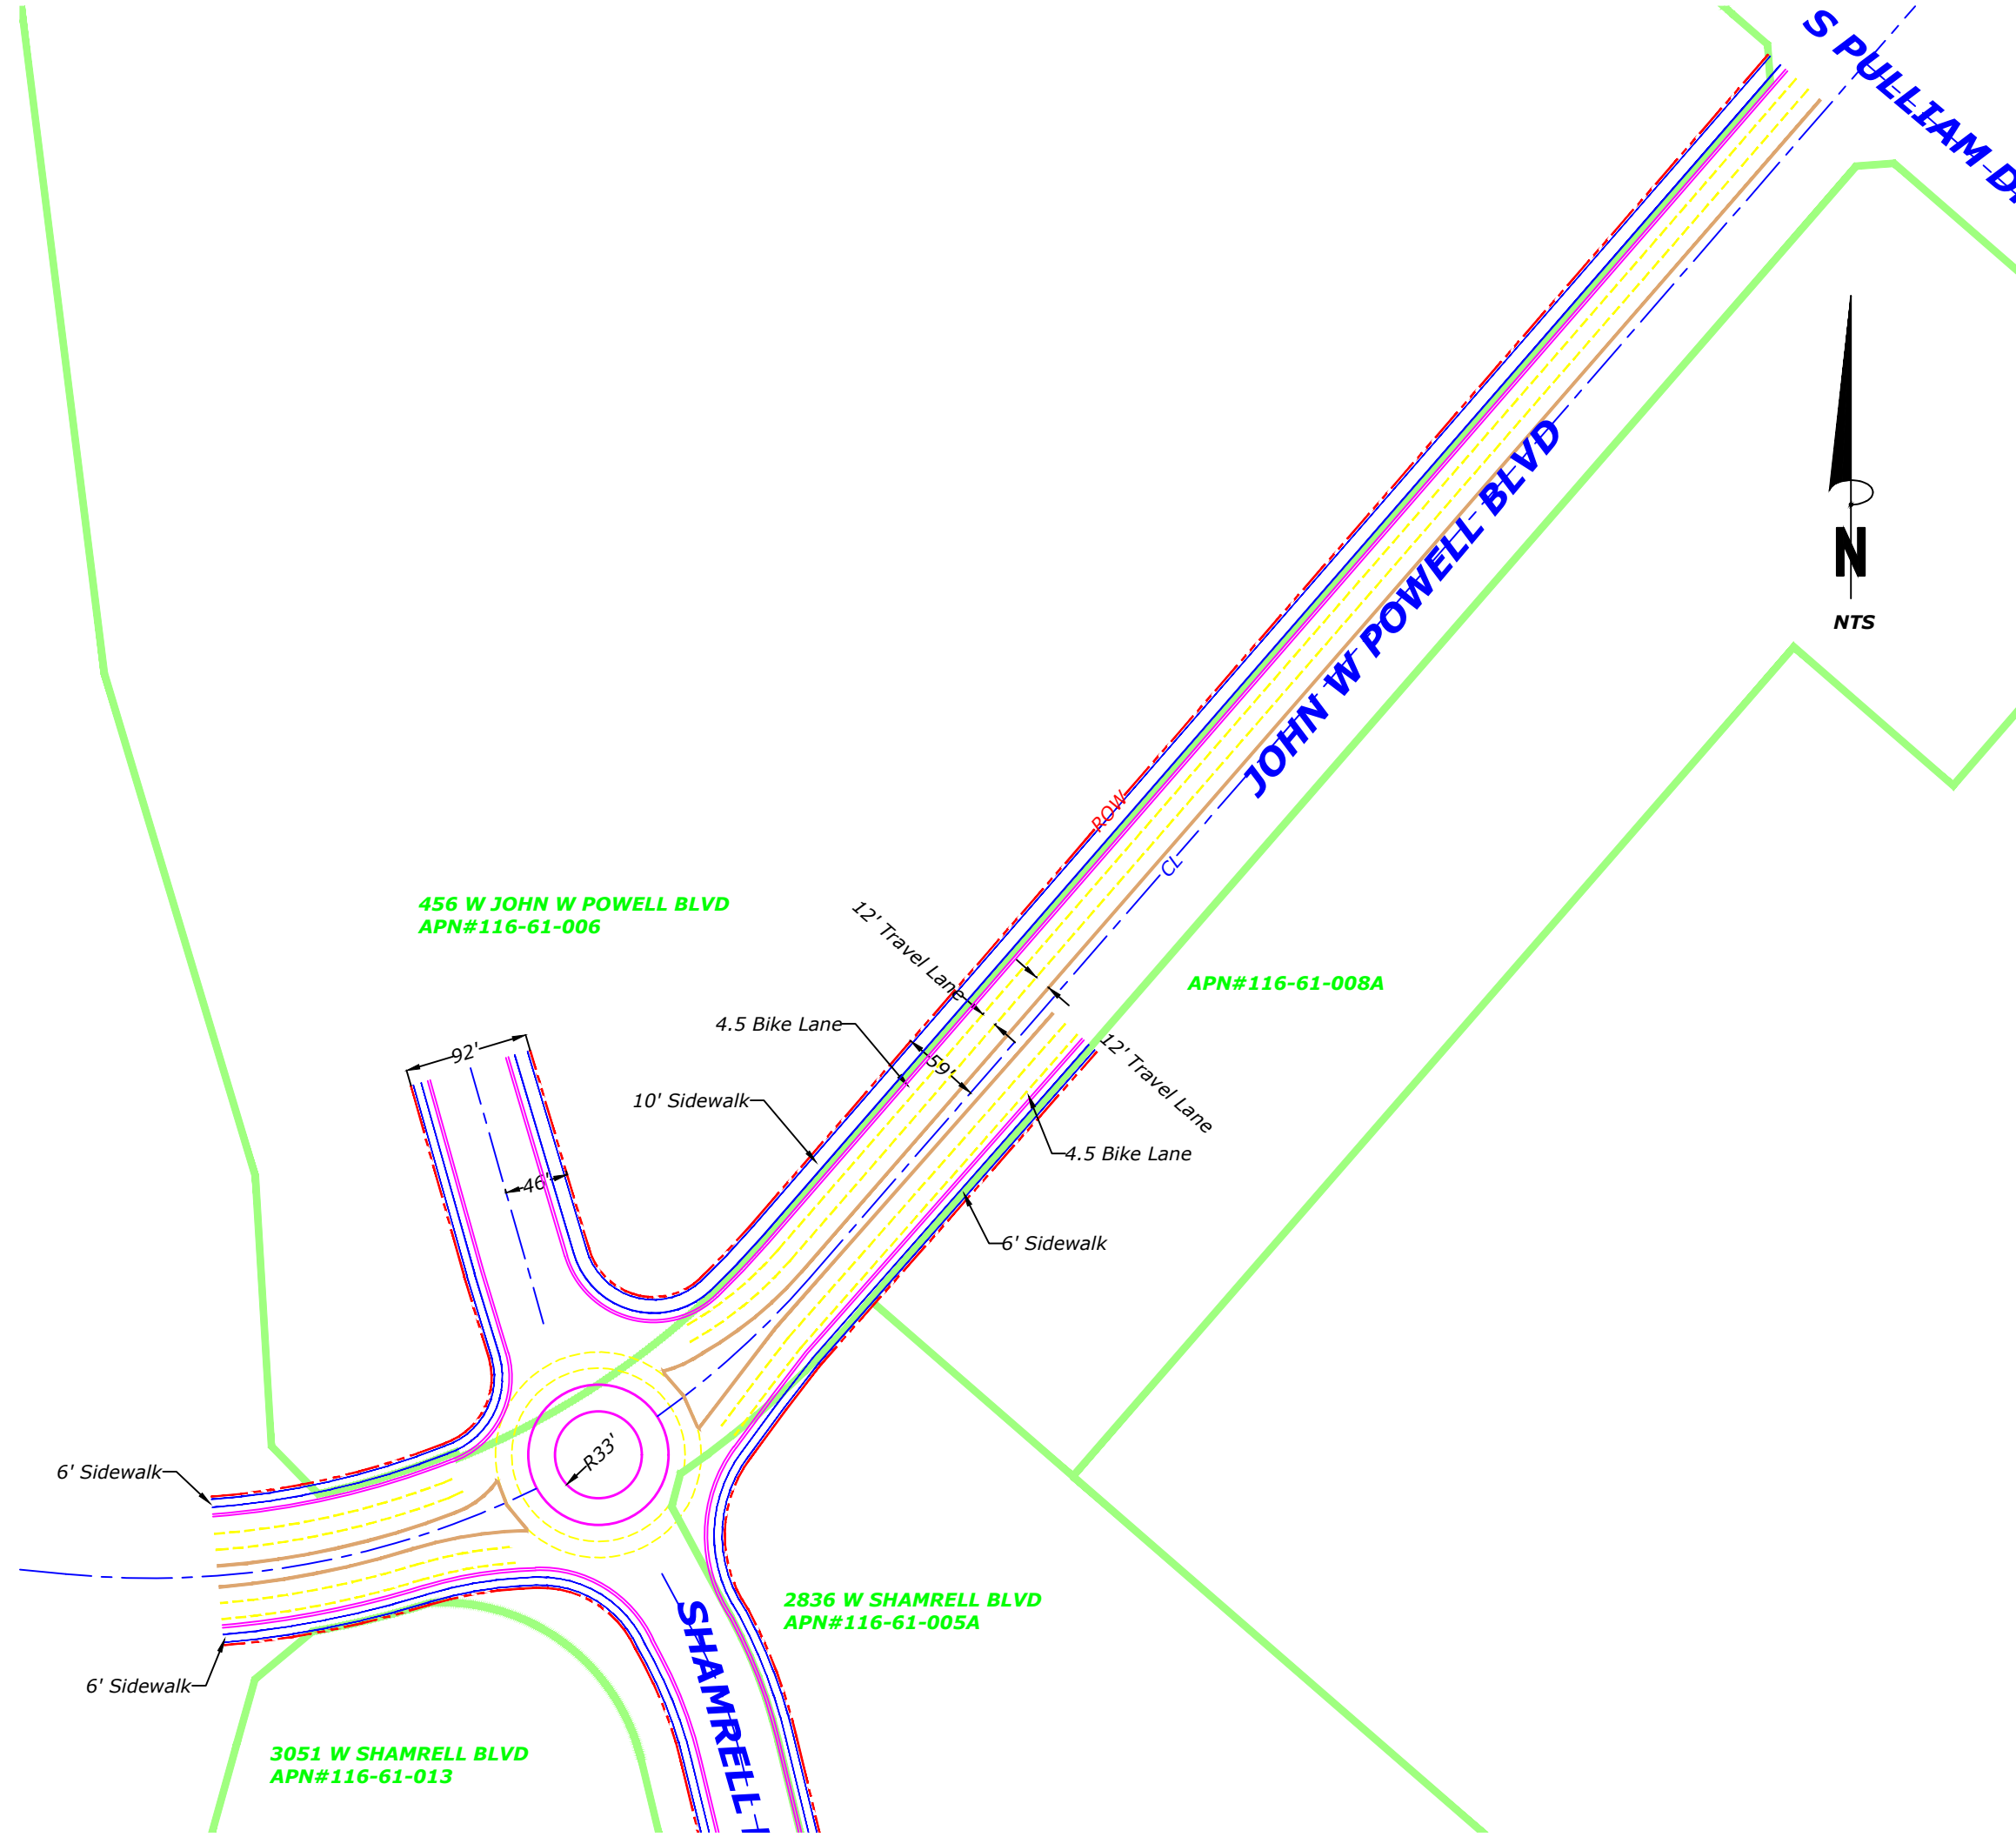 S PULLIAM D
JOHN W POWELL BLVD
N
NTS
ROW
CL
456 W JOHN W POWELL BLVD
APN#116-61-006
12' Travel Lane
APN#116-61-008A
4.5 Bike Lane
92'
59'
12' Travel Lane
10' Sidewalk
4.5 Bike Lane
46'
6' Sidewalk
R33'
6' Sidewalk
2836 W SHAMRELL BLVD
APN#116-61-005A
SHAMRELL
6' Sidewalk
3051 W SHAMRELL BLVD
APN#116-61-013